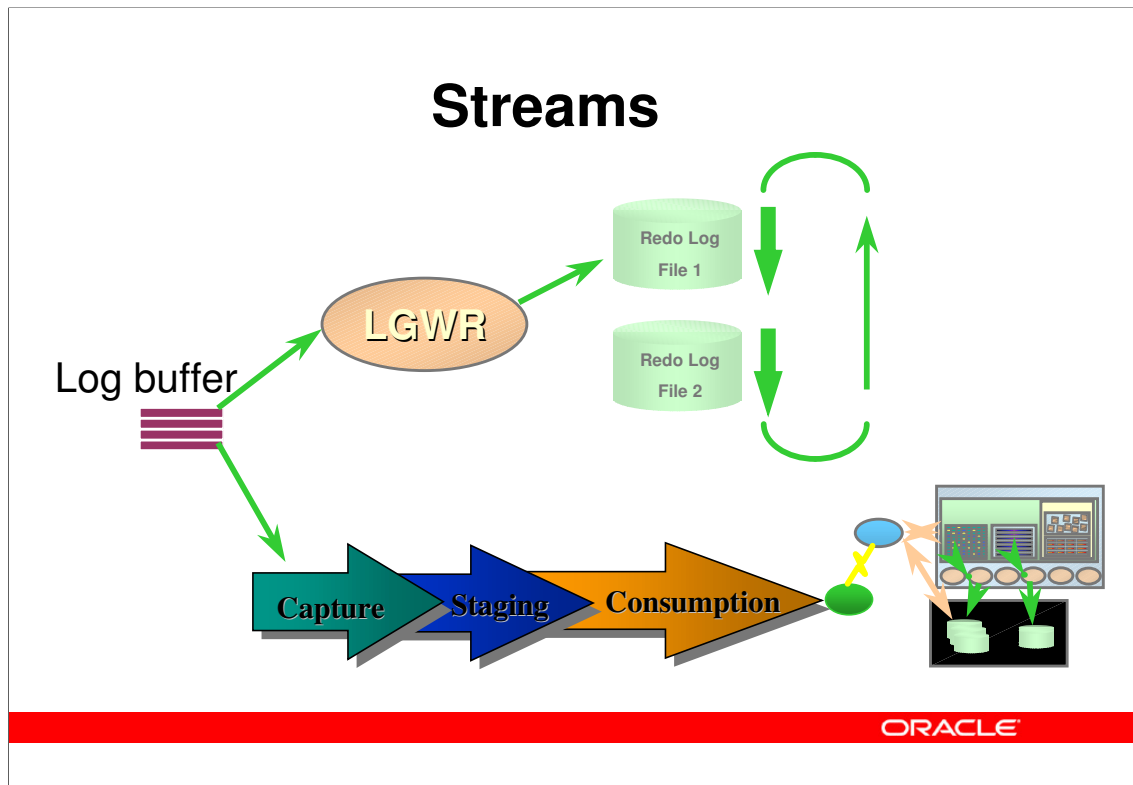 Streams
Redo Log
File 1
LGWR
Redo Log
File 2
Log buffer
Capture
Staging
Consumption
ORACLE